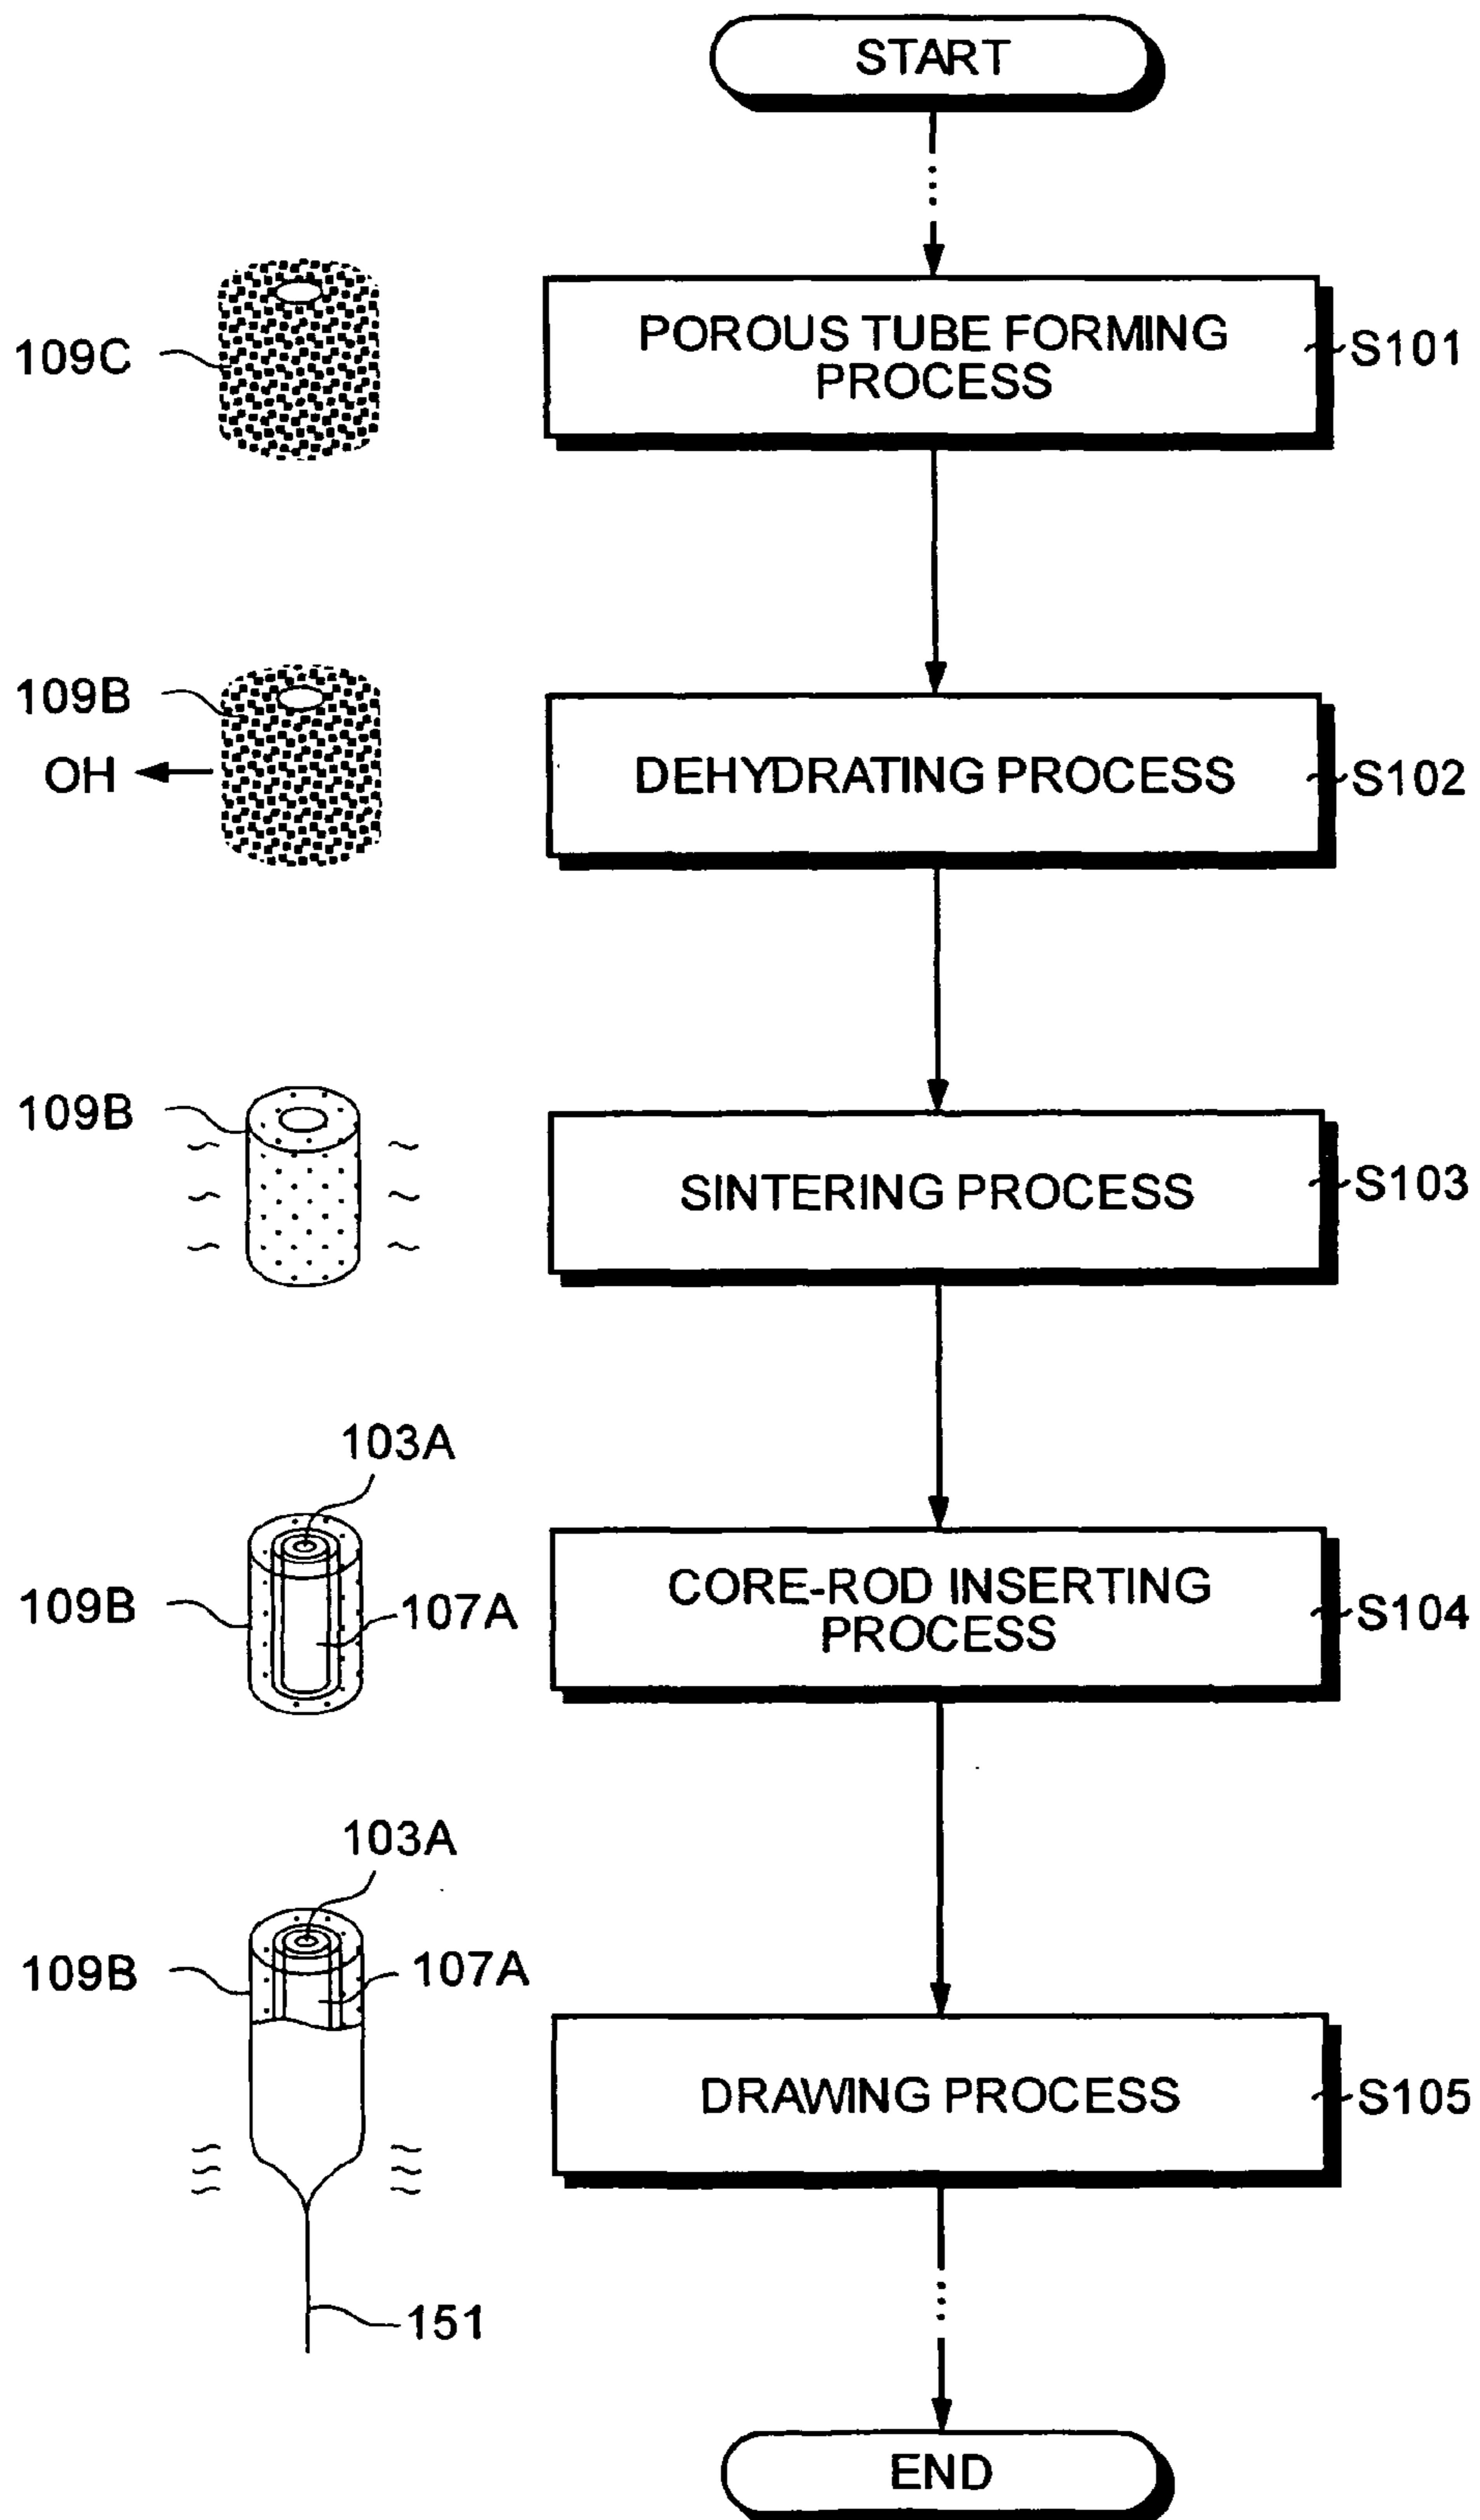 START
109C
POROUS TUBE FORMING
PROCESS
S101
109B
OH
DEHYDRATING PROCESS
S102
109B
SINTERING PROCESS
S103
103A
109B
107A
CORE-ROD INSERTING
PROCESS
S104
103A
109B
107A
DRAWING PROCESS
S105
151
END